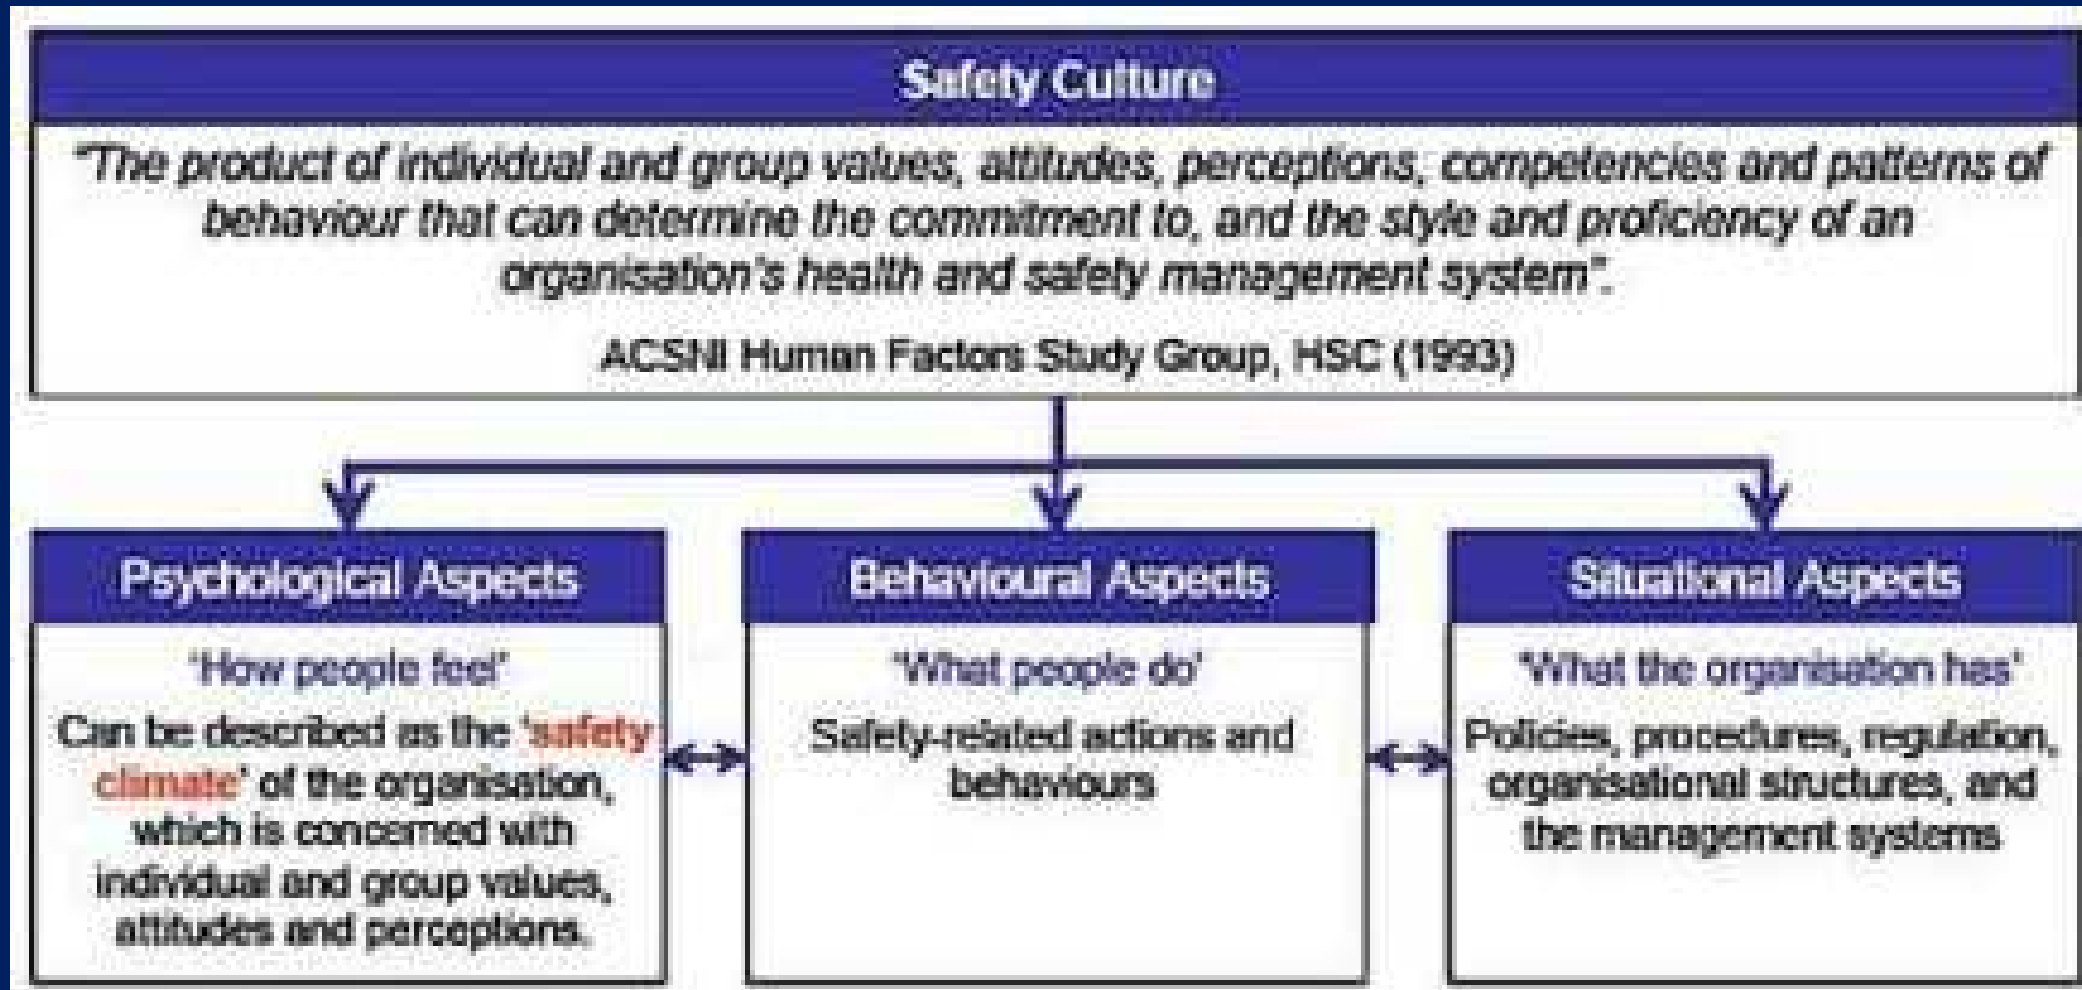 Safety Culture
"The product of individual and group values, attitudes, perceptions, competencies and patterns of
behaviour that can determine the commitment to, and the style and proficiency of an
organisation's health and safety management system".
ACSNI Human Factors Study Group, HSC (1993)
Psychological Aspects
'How people feel'
Can be described as the 'safety
climate' of the organisation,
which is concerned with
individual and group values,
attitudes and perceptions.
Behavioural Aspects
'What people do'
Safety-related actions and
behaviours
Situational Aspects
'What the organisation has'
Policies, procedures, regulation,
organisational structures, and
the management systems